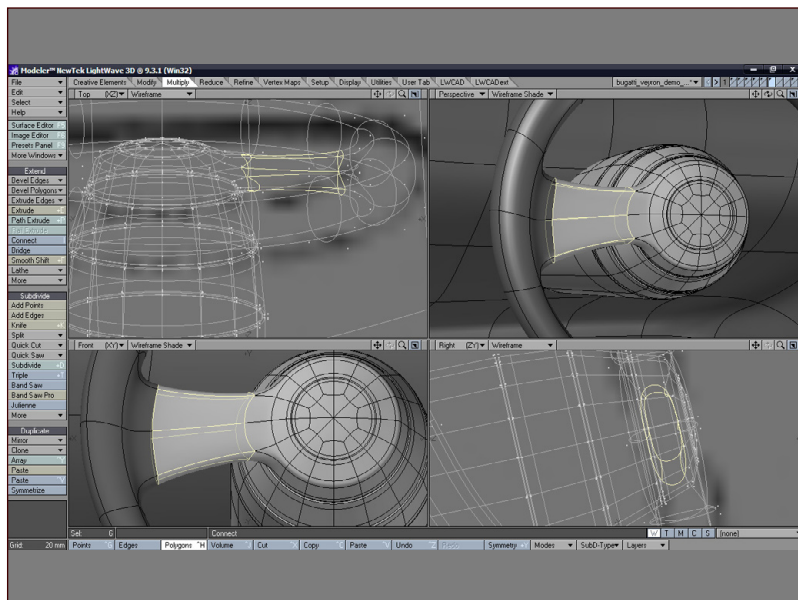 Modeler™ NewTek LightWave 3D ® 9.3.1 (Win32)
File Creative Elements Modify Multiply Reduce Refine Vertex Maps Setup Display Utilities User Tab LWCAD LWCADext bugatti_veyron_demo_...* 1
Edit Top (XZ) Wireframe Perspective Wireframe Shade
Select
Help
Surface Editor
Image Editor
Presets Panel
More Windows
Extend
Bevel Edges
Bevel Polygons
Extrude Edges
Extrude
Path Extrude
Rail Extrude
Connect
Bridge
Smooth Shift
Lathe
More
Subdivide
Add Points
Add Edges
Knife
Split
Quick Cut Front (XY) Wireframe Shade Right (ZY) Wireframe
Quick Saw
Subdivide
Triple
Band Saw
Band Saw Pro
Julienne
More
Duplicate
Mirror
Clone
Array
Paste
Paste
Symmetrize
Sel: Connect W T M C S (none)
Grid: 20 mm Points Edges Polygons ^H Volume Cut Copy Paste Undo Symmetry Modes SubD-Type Layers